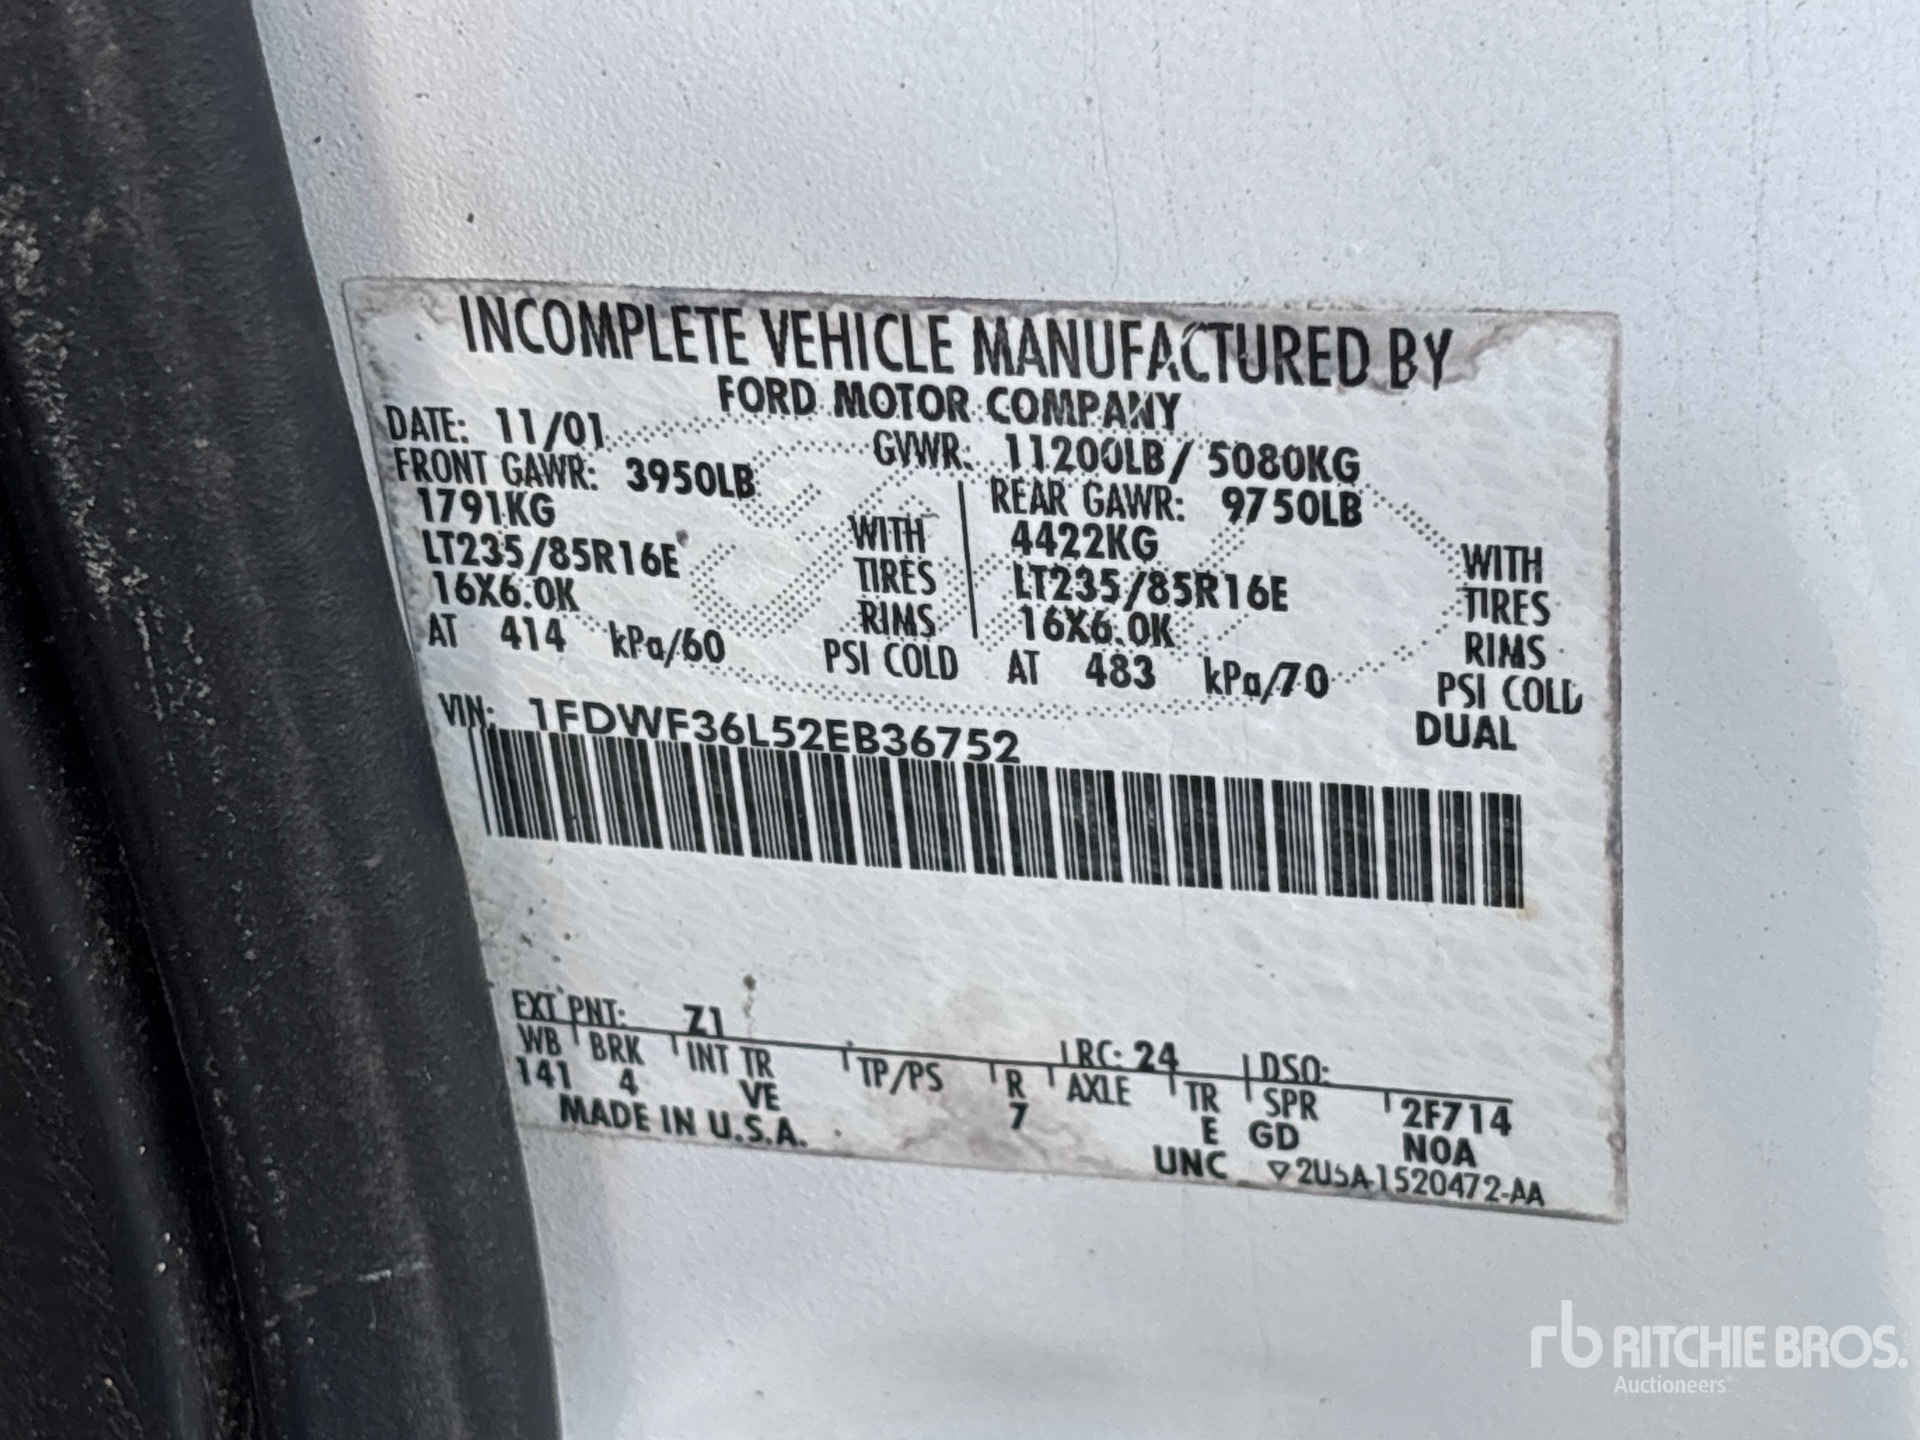 INCOMPLETE VEHICLE MANUFACTURED BY
FORD MOTOR COMPANY
DATE: 11/01 GVWR: 11200LB/ 5080KG
FRONT GAWR: 3950LB REAR GAWR: 9750LB
1791KG WITH 4422KG WITH
LT235/85R16E TIRES LT235/85R16E TIRES
16X6.0K RIMS 16X6.0K RIMS
AT 414 kPa/60 PSI COLD AT 483 kPa/70 PSI COLD
VIN: 1FDWF36L52EB36752 DUAL
EXT PNT: Z1 RC: 24 DSO:
WB BRK INT TR TP/PS R AXLE TR SPR 2F714
141 4 VE 7 E GD N0A
MADE IN U.S.A. UNC ▽2U5A-1520472-AA
rb RITCHIE BROS.
Auctioneers